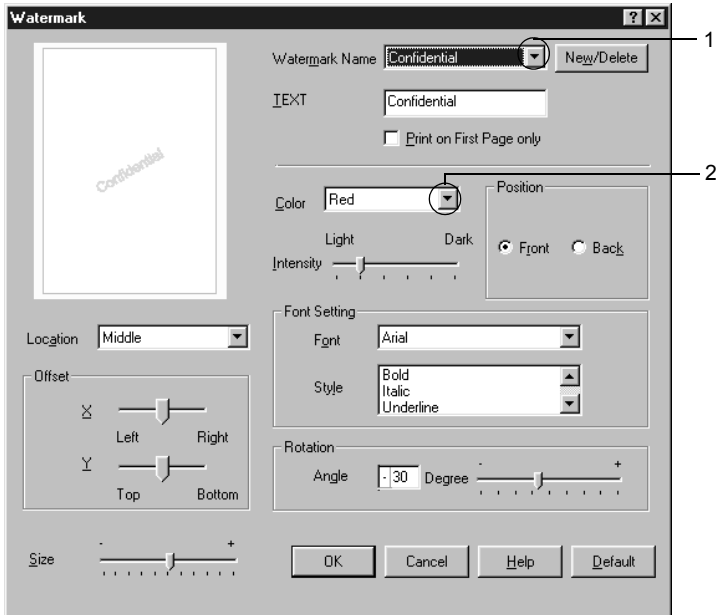 Watermark
? X
1
Watermark Name Confidential New/Delete
TEXT Confidential
Print on First Page only
Confidential
2
Color Red
Position
Light Dark
Intensity
Front Back
Location Middle
Font Setting
Font Arial
Style Bold
Italic
Underline
Offset
X
Left Right
Y
Top Bottom
Rotation
Angle -30 Degree - +
Size - +
OK Cancel Help Default